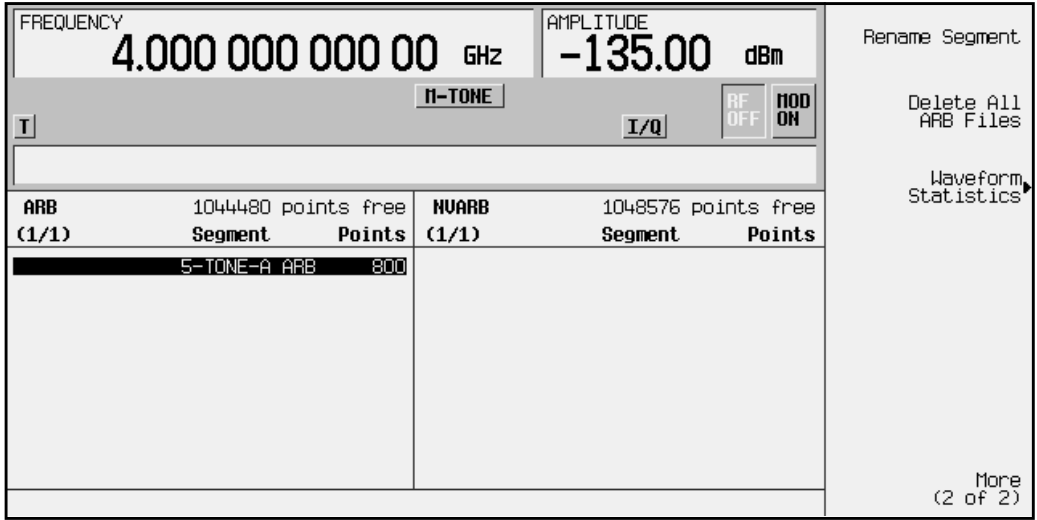 FREQUENCY
4.000 000 000 00 GHz
AMPLITUDE
-135.00 dBm
M-TONE
RF OFF
MOD ON
T
I/Q
ARB 1044480 points free
(1/1) Segment Points
5-TONE-A ARB 800
NVARB 1048576 points free
(1/1) Segment Points
Rename Segment
Delete All
ARB Files
Waveform
Statistics
More
(2 of 2)